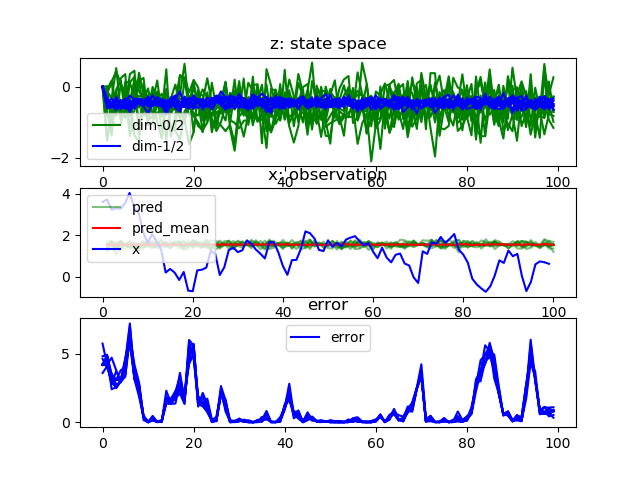 z: state space
0
−2
dim-0/2
dim-1/2
0 20 40 60 80 100
x: observation
4
2
0
pred
pred_mean
x
0 20 40 60 80 100
error
5
0
error
0 20 40 60 80 100